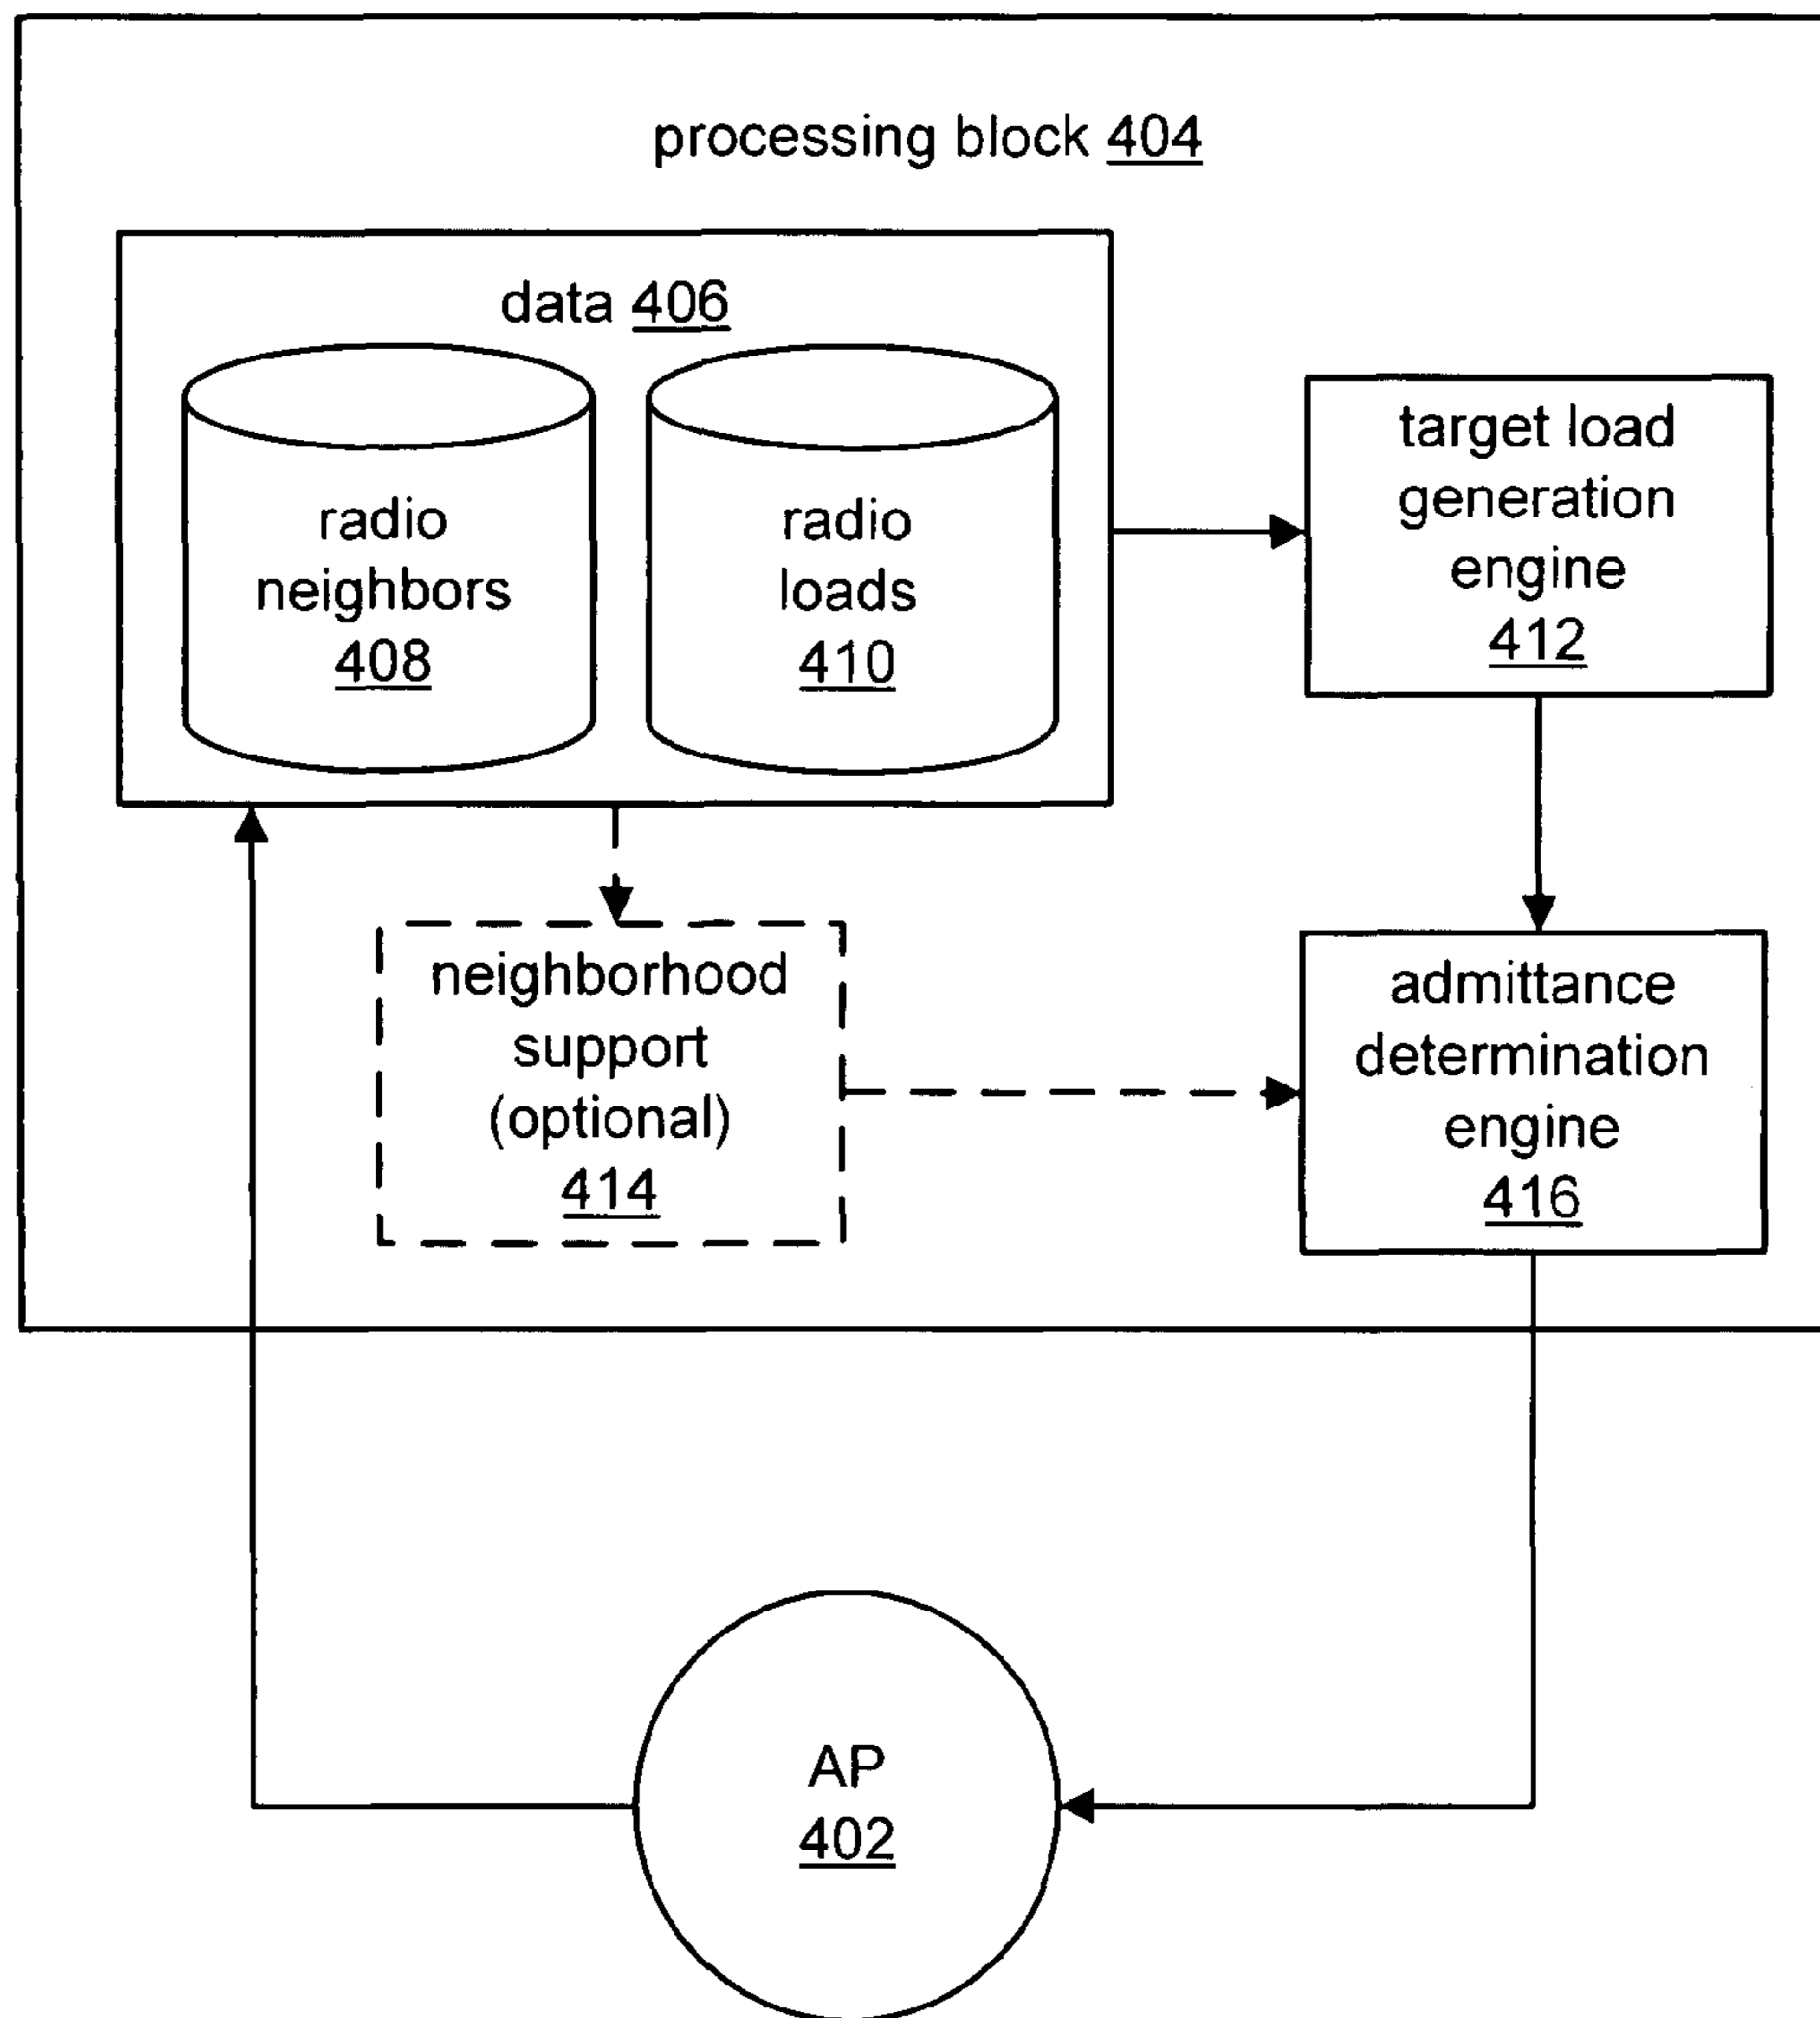 processing block 404
data 406
radio
neighbors
408
radio
loads
410
target load
generation
engine
412
neighborhood
support
(optional)
414
admittance
determination
engine
416
AP
402